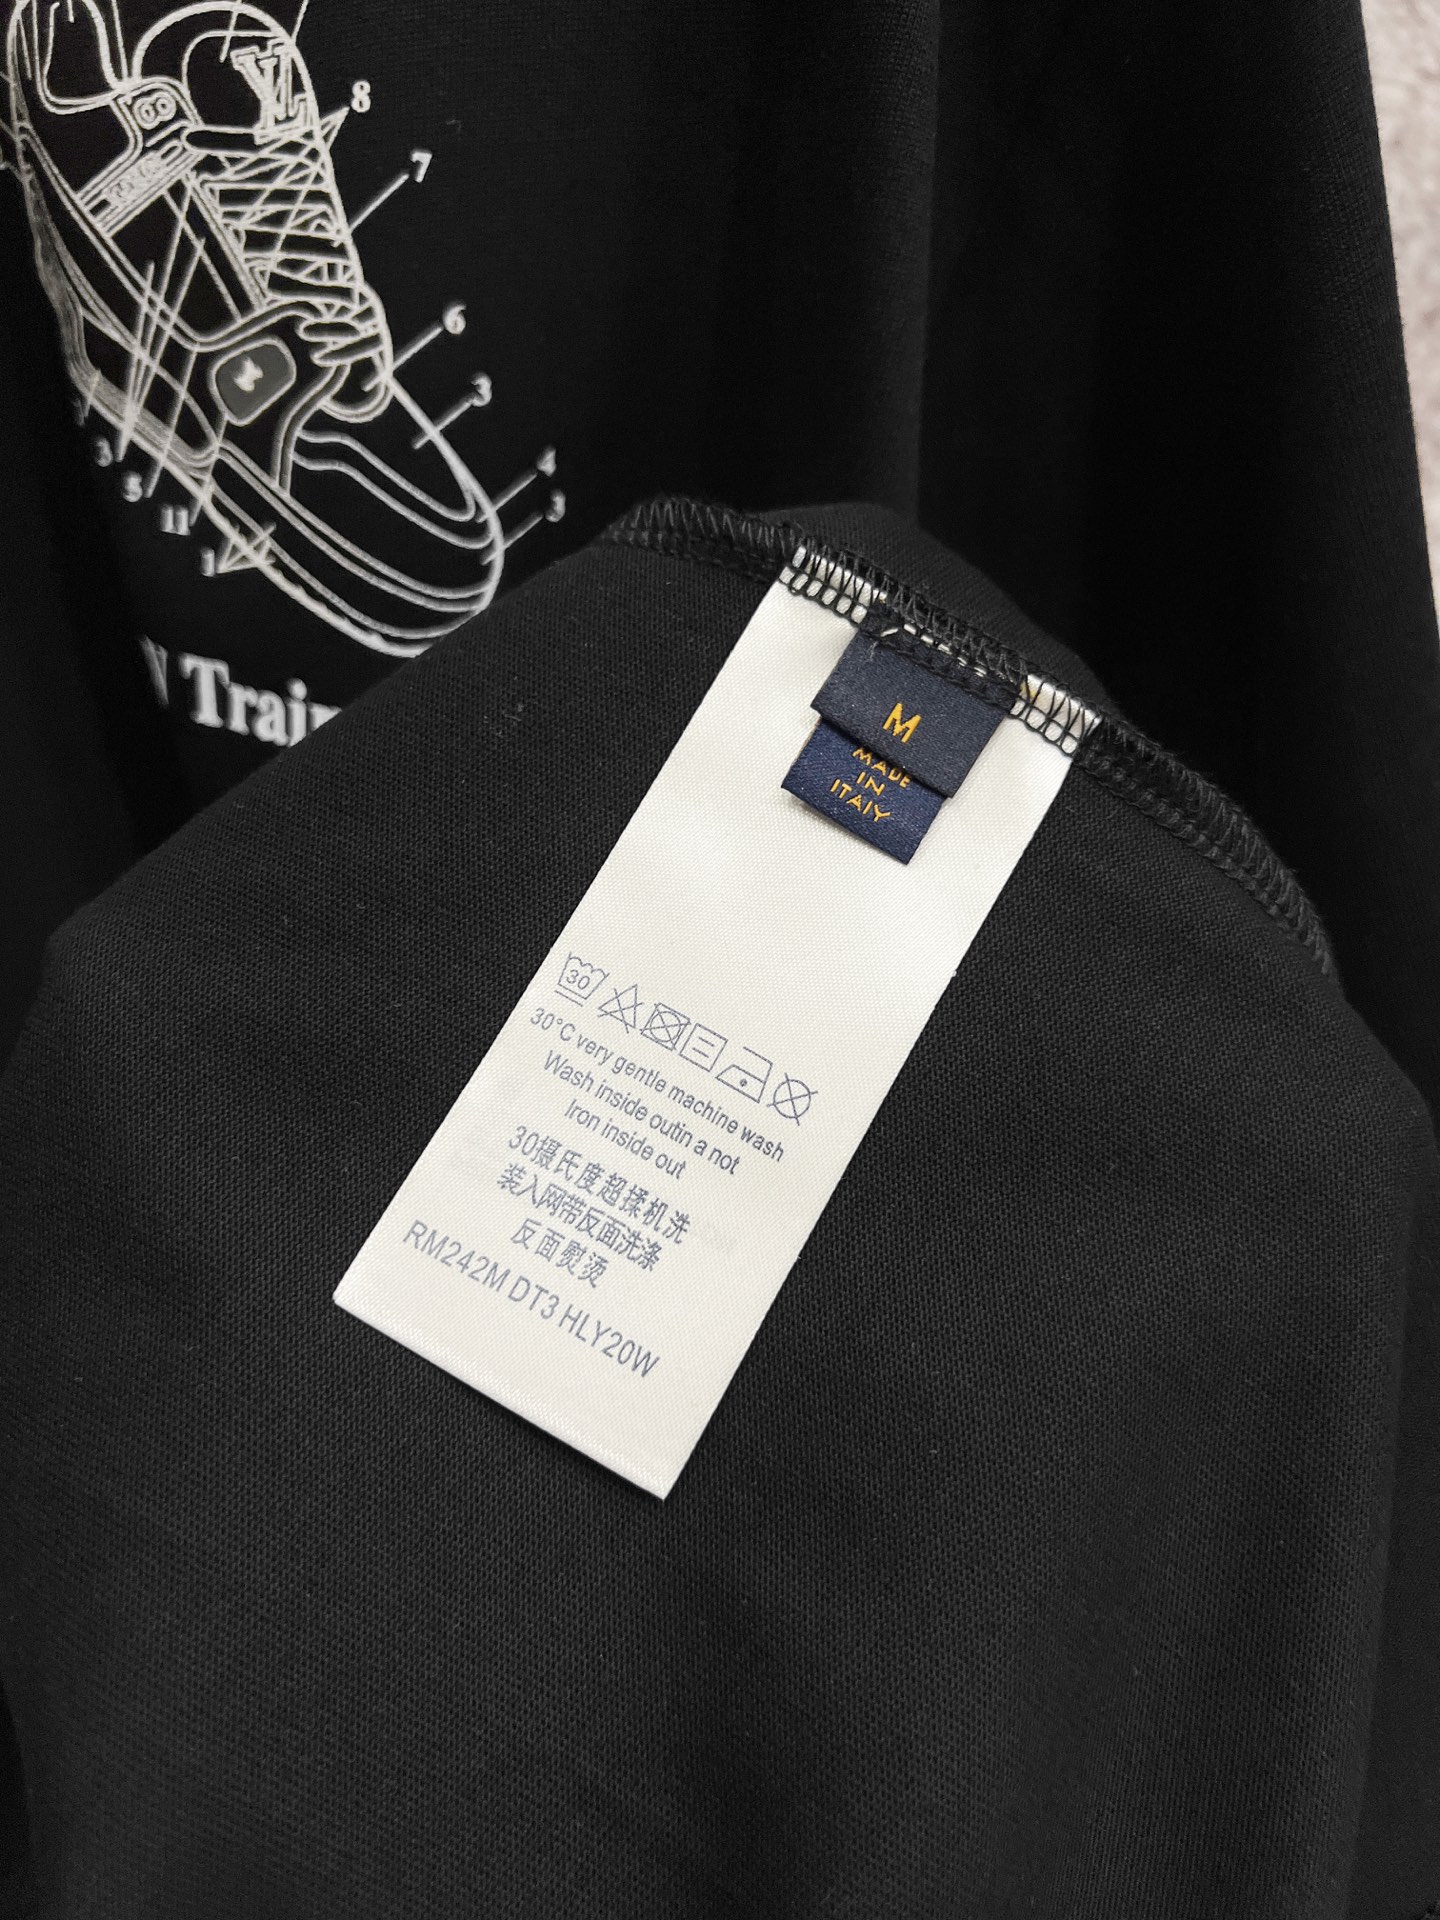 LV
8
7
6
3
4
3
3
5
11
1
Train
M
MADE
IN
ITAIY
30
30°C very gentle machine wash
Wash inside outin a not
Iron inside out
30摄氏度超揉机洗
装入网带反面洗涤
反面熨烫
RM242M DT3 HLY20W